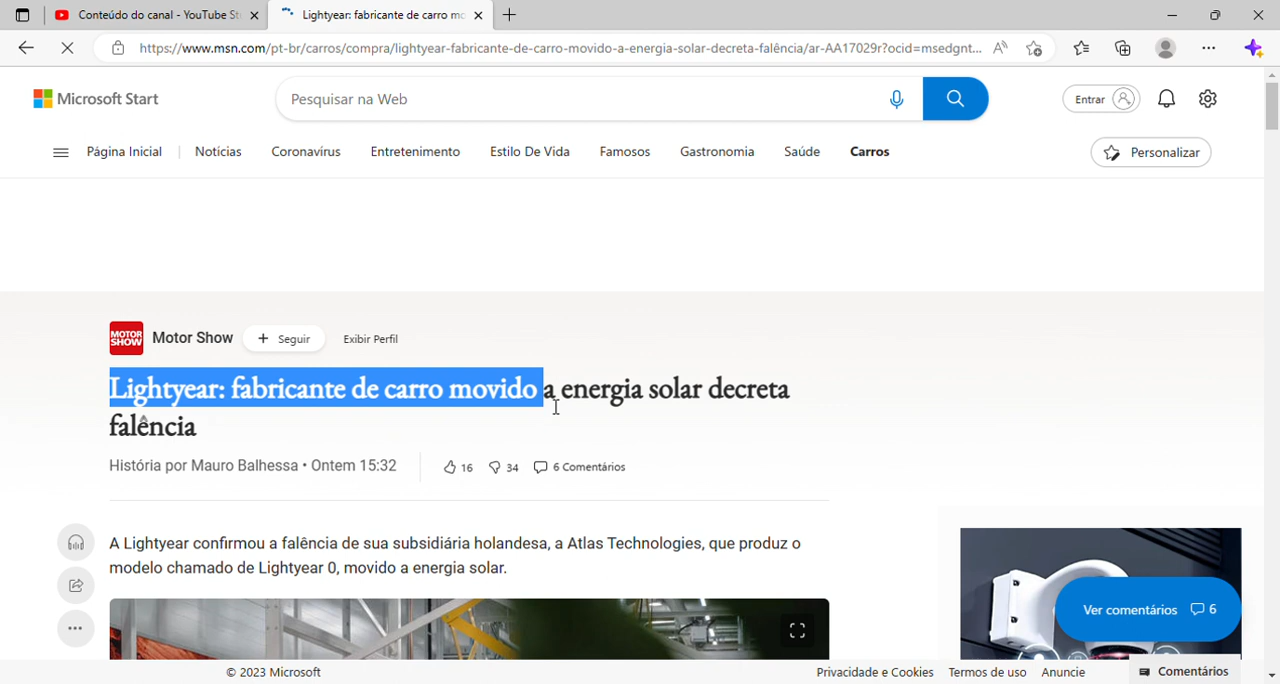 Conteúdo do canal - YouTube St
Lightyear: fabricante de carro mo
https://www.msn.com/pt-br/carros/compra/lightyear-fabricante-de-carro-movido-a-energia-solar-decreta-falência/ar-AA17029r?ocid=msedgnt...
Microsoft Start
Pesquisar na Web
Entrar
Página Inicial
Notícias
Coronavírus
Entretenimento
Estilo De Vida
Famosos
Gastronomia
Saúde
Carros
Personalizar
MOTOR SHOW
Motor Show
+ Seguir
Exibir Perfil
Lightyear: fabricante de carro movido a energia solar decreta
falência
História por Mauro Balhessa • Ontem 15:32
16
34
6 Comentários
A Lightyear confirmou a falência de sua subsidiária holandesa, a Atlas Technologies, que produz o
modelo chamado de Lightyear 0, movido a energia solar.
Ver comentários 6
© 2023 Microsoft
Privacidade e Cookies
Termos de uso
Anuncie
Comentários